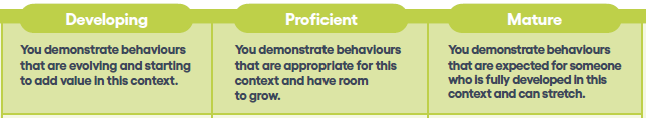 Developing
You demonstrate behaviours
that are evolving and starting
to add value in this context.
Proficient
You demonstrate behaviours
that are appropriate for this
context and have room
to grow.
Mature
You demonstrate behaviours
that are expected for someone
who is fully developed in this
context and can stretch.